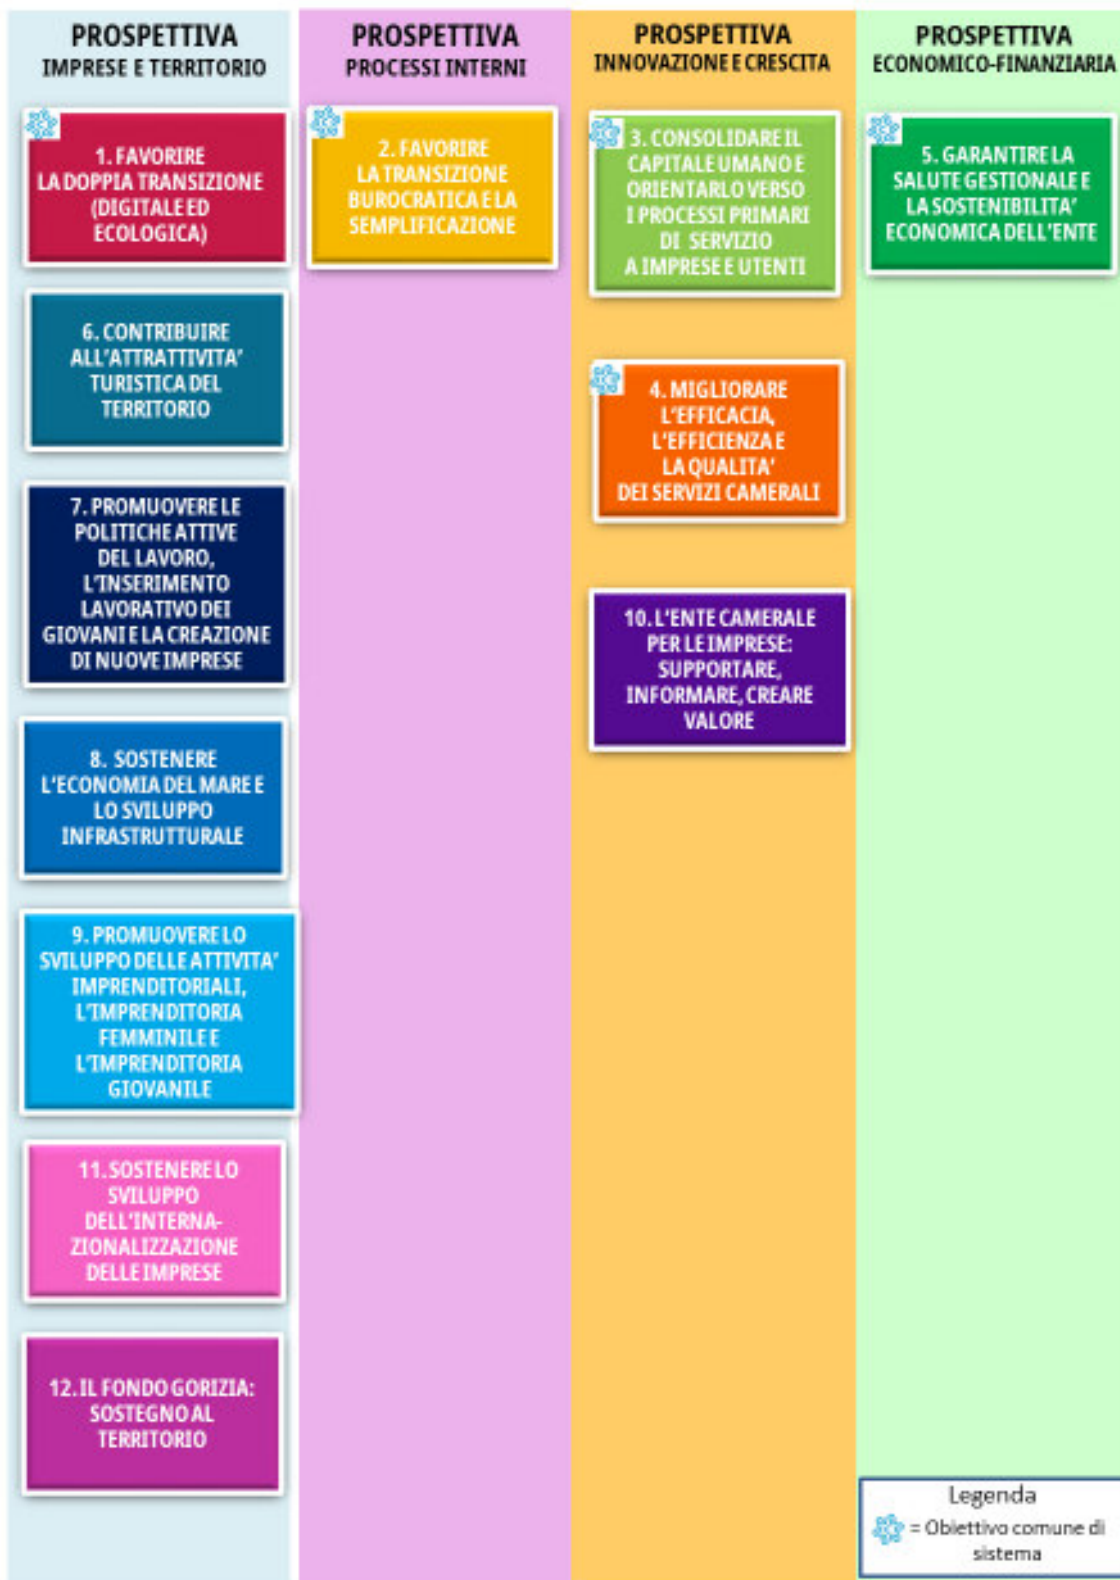 PROSPETTIVA
IMPRESE E TERRITORIO
1. FAVORIRE
LA DOPPIA TRANSIZIONE
(DIGITALE ED
ECOLOGICA)
6. CONTRIBUIRE
ALL'ATTRATTIVITA'
TURISTICA DEL
TERRITORIO
7. PROMUOVERE LE
POLITICHE ATTIVE
DEL LAVORO,
L'INSERIMENTO
LAVORATIVO DEI
GIOVANI E LA CREAZIONE
DI NUOVE IMPRESE
8. SOSTENERE
L'ECONOMIA DEL MARE E
LO SVILUPPO
INFRASTRUTTURALE
9. PROMUOVERE LO
SVILUPPO DELLE ATTIVITA'
IMPRENDITORIALI,
L'IMPRENDITORIA
FEMMINILE E
L'IMPRENDITORIA
GIOVANILE
11. SOSTENERE LO
SVILUPPO
DELL'INTERNA-
ZIONALIZZAZIONE
DELLE IMPRESE
12. IL FONDO GORIZIA:
SOSTEGNO AL
TERRITORIO
PROSPETTIVA
PROCESSI INTERNI
2. FAVORIRE
LA TRANSIZIONE
BUROCRATICA E LA
SEMPLIFICAZIONE
PROSPETTIVA
INNOVAZIONE E CRESCITA
3. CONSOLIDARE IL
CAPITALE UMANO E
ORIENTARLO VERSO
I PROCESSI PRIMARI
DI SERVIZIO
A IMPRESE E UTENTI
4. MIGLIORARE
L'EFFICACIA,
L'EFFICIENZA E
LA QUALITA'
DEI SERVIZI CAMERALI
10. L'ENTE CAMERALE
PER LE IMPRESE:
SUPPORTARE,
INFORMARE, CREARE
VALORE
PROSPETTIVA
ECONOMICO-FINANZIARIA
5. GARANTIRE LA
SALUTE GESTIONALE E
LA SOSTENIBILITA'
ECONOMICA DELL'ENTE
Legenda
= Obiettivo comune di
sistema